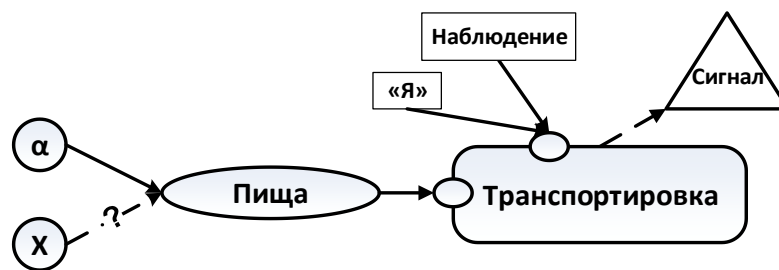 Наблюдение
«Я»
Сигнал
α
Пища
Транспортировка
?
X